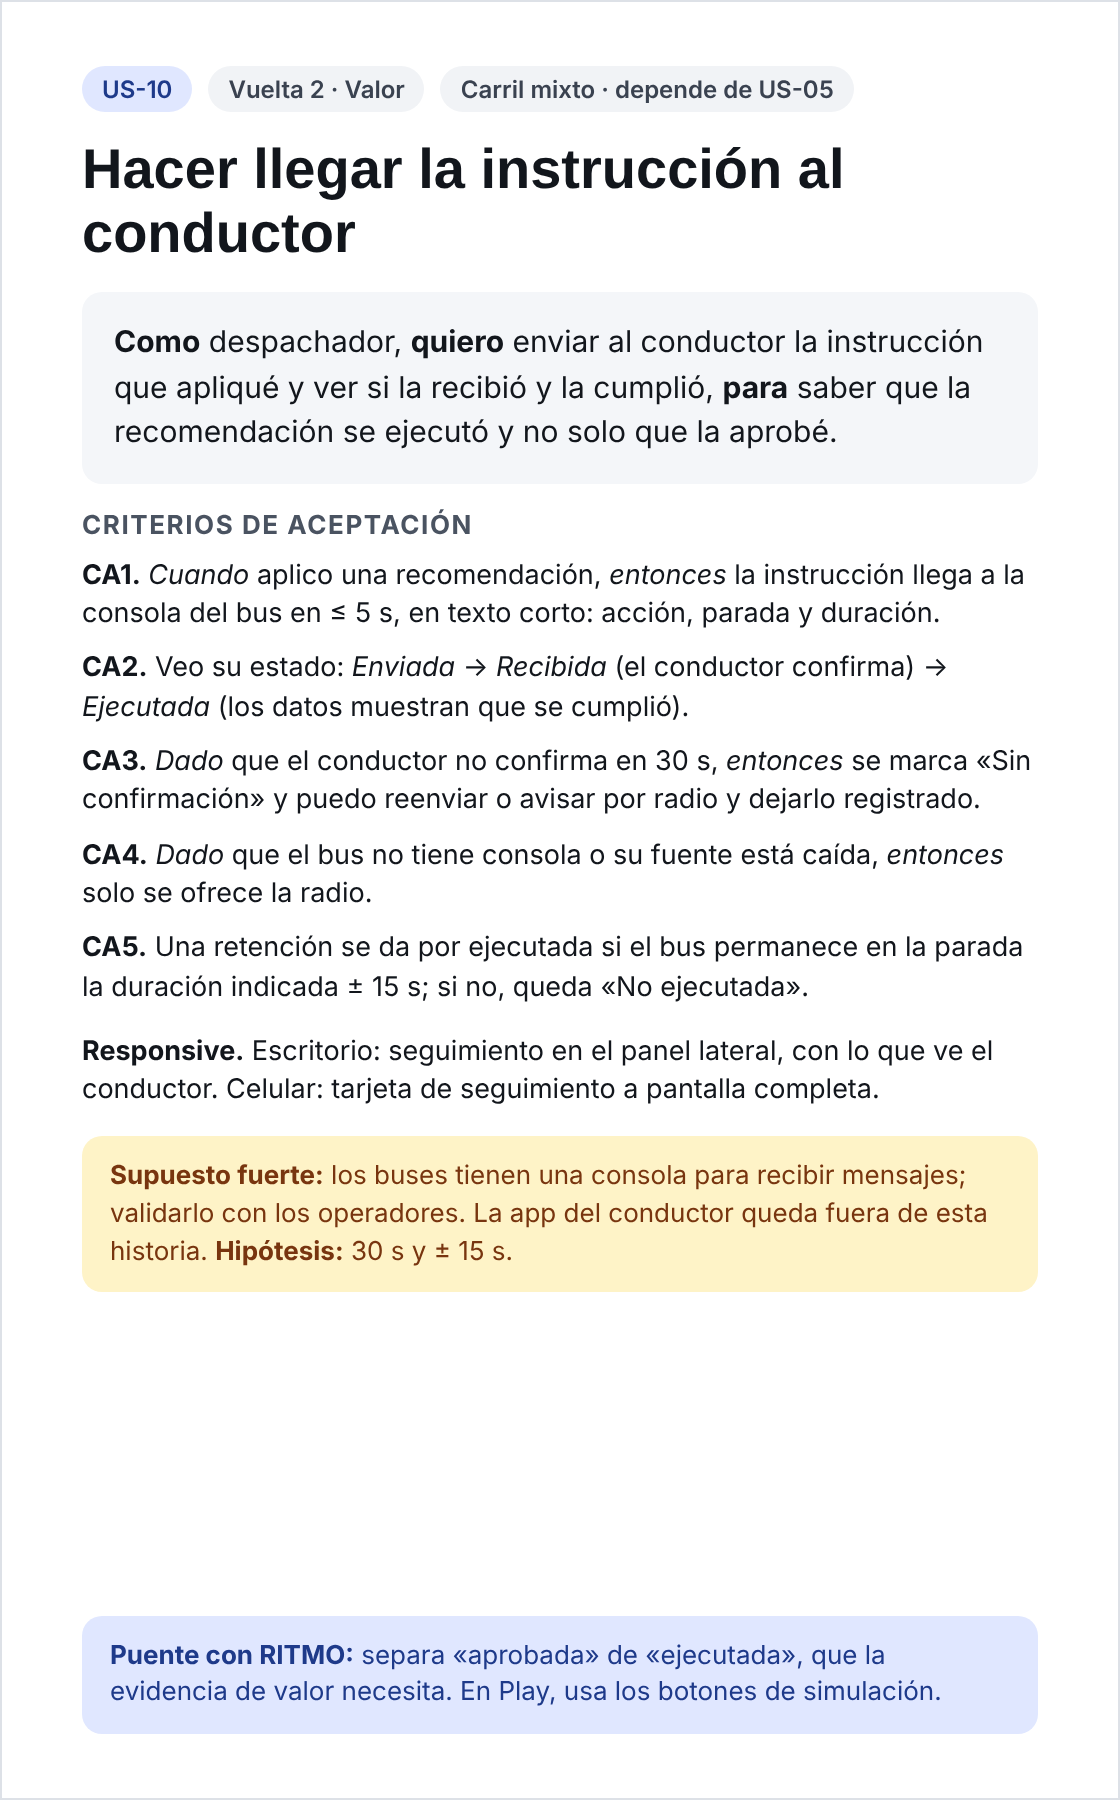 US-10
Vuelta 2 · Valor
Carril mixto · depende de US-05
Hacer llegar la instrucción al
conductor
Como despachador, quiero enviar al conductor la instrucción
que apliqué y ver si la recibió y la cumplió, para saber que la
recomendación se ejecutó y no solo que la aprobé.
CRITERIOS DE ACEPTACIÓN
CA1. Cuando aplico una recomendación, entonces la instrucción llega a la
consola del bus en ≤ 5 s, en texto corto: acción, parada y duración.
CA2. Veo su estado: Enviada → Recibida (el conductor confirma) →
Ejecutada (los datos muestran que se cumplió).
CA3. Dado que el conductor no confirma en 30 s, entonces se marca «Sin
confirmación» y puedo reenviar o avisar por radio y dejarlo registrado.
CA4. Dado que el bus no tiene consola o su fuente está caída, entonces
solo se ofrece la radio.
CA5. Una retención se da por ejecutada si el bus permanece en la parada
la duración indicada ± 15 s; si no, queda «No ejecutada».
Responsive. Escritorio: seguimiento en el panel lateral, con lo que ve el
conductor. Celular: tarjeta de seguimiento a pantalla completa.
Supuesto fuerte: los buses tienen una consola para recibir mensajes;
validarlo con los operadores. La app del conductor queda fuera de esta
historia. Hipótesis: 30 s y ± 15 s.
Puente con RITMO: separa «aprobada» de «ejecutada», que la
evidencia de valor necesita. En Play, usa los botones de simulación.